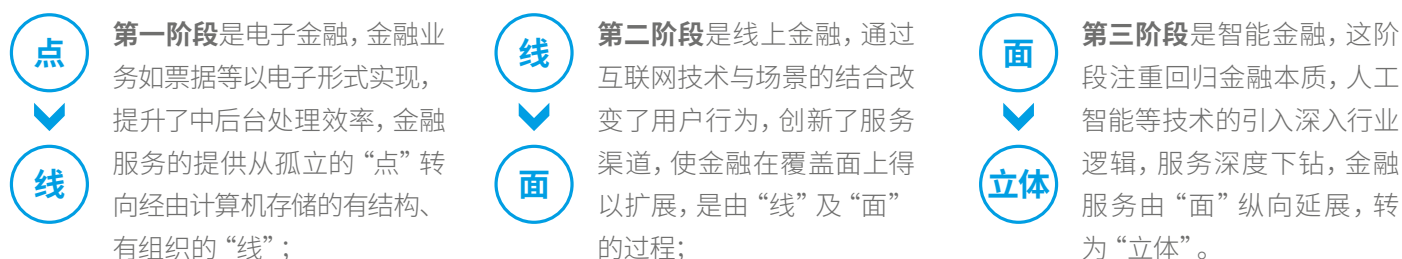 点
线
第一阶段是电子金融，金融业
务如票据等以电子形式实现，
提升了中后台处理效率，金融
服务的提供从孤立的“点”转
向经由计算机存储的有结构、
有组织的“线”；
线
面
第二阶段是线上金融，通过
互联网技术与场景的结合改
变了用户行为，创新了服务
渠道，使金融在覆盖面上得
以扩展，是由“线”及“面”
的过程；
面
立体
第三阶段是智能金融，这阶
段注重回归金融本质，人工
智能等技术的引入深入行业
逻辑，服务深度下钻，金融
服务由“面”纵向延展，转
为“立体”。